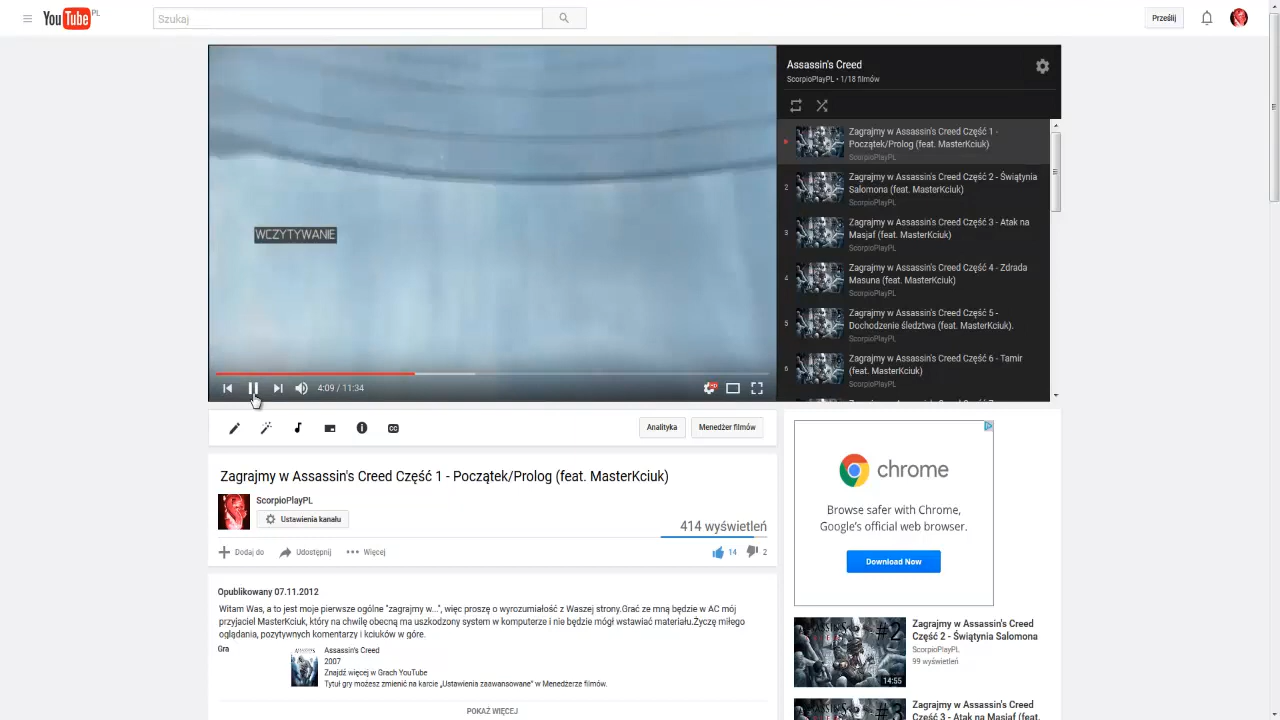 YouTube PL
Szukaj
Prześlij
WCZYTYWANIE
4:09 / 11:34
HD
Assassin's Creed
ScorpioPlayPL • 1/18 filmów
Zagrajmy w Assassin's Creed Część 1 -
Początek/Prolog (feat. MasterKciuk)
ScorpioPlayPL
2
Zagrajmy w Assassin's Creed Część 2 - Świątynia
Salomona (feat. MasterKciuk)
ScorpioPlayPL
3
Zagrajmy w Assassin's Creed Część 3 - Atak na
Masjaf (feat. MasterKciuk)
ScorpioPlayPL
4
Zagrajmy w Assassin's Creed Część 4 - Zdrada
Masuna (feat. MasterKciuk)
ScorpioPlayPL
5
Zagrajmy w Assassin's Creed Część 5 -
Dochodzenie śledztwa (feat. MasterKciuk).
ScorpioPlayPL
6
Zagrajmy w Assassin's Creed Część 6 - Tamir
(feat. MasterKciuk)
ScorpioPlayPL
Analityka
Menedżer filmów
Zagrajmy w Assassin's Creed Część 1 - Początek/Prolog (feat. MasterKciuk)
ScorpioPlayPL
Ustawienia kanału
414 wyświetleń
Dodaj do
Udostępnij
Więcej
14
2
Opublikowany 07.11.2012
Witam Was, a to jest moje pierwsze ogólne "zagrajmy w...", więc proszę o wyrozumiałość z Waszej strony.Grać ze mną będzie w AC mój
przyjaciel MasterKciuk, który na chwilę obecną ma uszkodzony system w komputerze i nie będzie mógł wstawiać materiału.Życzę miłego
oglądania, pozytywnych komentarzy i kciuków w góre.
Gra
Assassin's Creed
2007
Znajdź więcej w Grach YouTube
Tytuł gry możesz zmienić na karcie „Ustawienia zaawansowane” w Menedżerze filmów.
POKAŻ WIĘCEJ
chrome
Browse safer with Chrome,
Google's official web browser.
Download Now
#2
14:55
Zagrajmy w Assassin's Creed
Część 2 - Świątynia Salomona
ScorpioPlayPL
99 wyświetleń
#3
Zagrajmy w Assassin's Creed
Część 3 - Atak na Masjaf (feat.